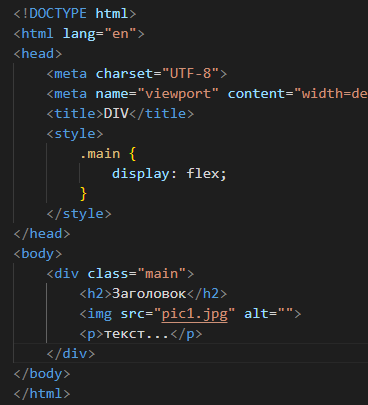 <!DOCTYPE html>
<html lang="en">
<head>
    <meta charset="UTF-8">
    <meta name="viewport" content="width=de
    <title>DIV</title>
    <style>
        .main {
            display: flex;
        }
    </style>
</head>
<body>
    <div class="main">
        <h2>Заголовок</h2>
        <img src="pic1.jpg" alt="">
        <p>текст...</p>
    </div>
</body>
</html>